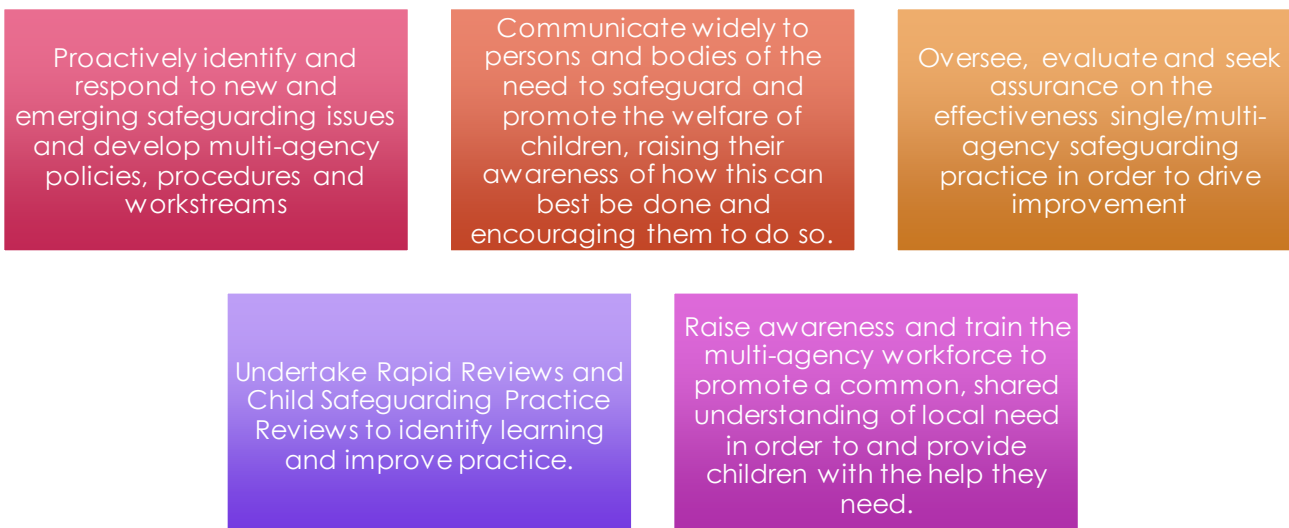 Proactively identify and
respond to new and
emerging safeguarding issues
and develop multi-agency
policies, procedures and
workstreams
Communicate widely to
persons and bodies of the
need to safeguard and
promote the welfare of
children, raising their
awareness of how this can
best be done and
encouraging them to do so.
Oversee, evaluate and seek
assurance on the
effectiveness single/multi-
agency safeguarding
practice in order to drive
improvement
Undertake Rapid Reviews and
Child Safeguarding Practice
Reviews to identify learning
and improve practice.
Raise awareness and train the
multi-agency workforce to
promote a common, shared
understanding of local need
in order to and provide
children with the help they
need.